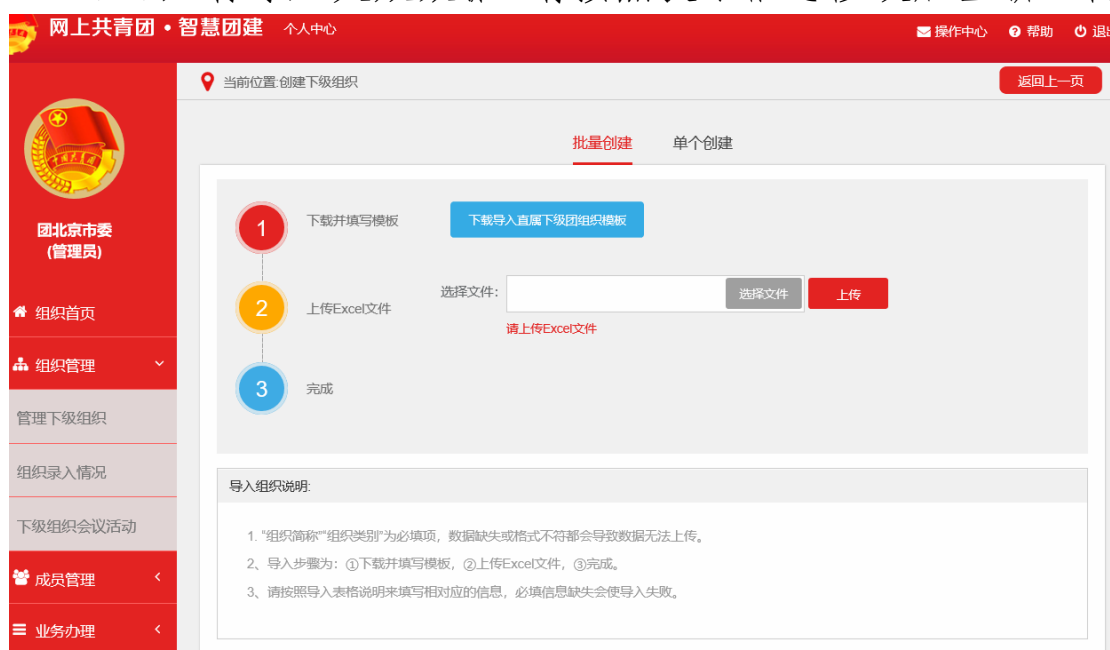 网上共青团·智慧团建 个人中心 操作中心 帮助
当前位置:创建下级组织 返回上一页
批量创建 单个创建
团北京市委
(管理员)
组织首页
组织管理
管理下级组织
组织录入情况
下级组织会议活动
成员管理
业务办理
1 下载并填写模板 下载导入直属下级团组织模板
2 上传Excel文件 选择文件: 选择文件 上传
请上传Excel文件
3 完成
导入组织说明:
1. "组织简称""组织类别"为必填项，数据缺失或格式不符都会导致数据无法上传。
2、导入步骤为：①下载并填写模板，②上传Excel文件，③完成。
3、请按照导入表格说明来填写相对应的信息，必填信息缺失会使导入失败。